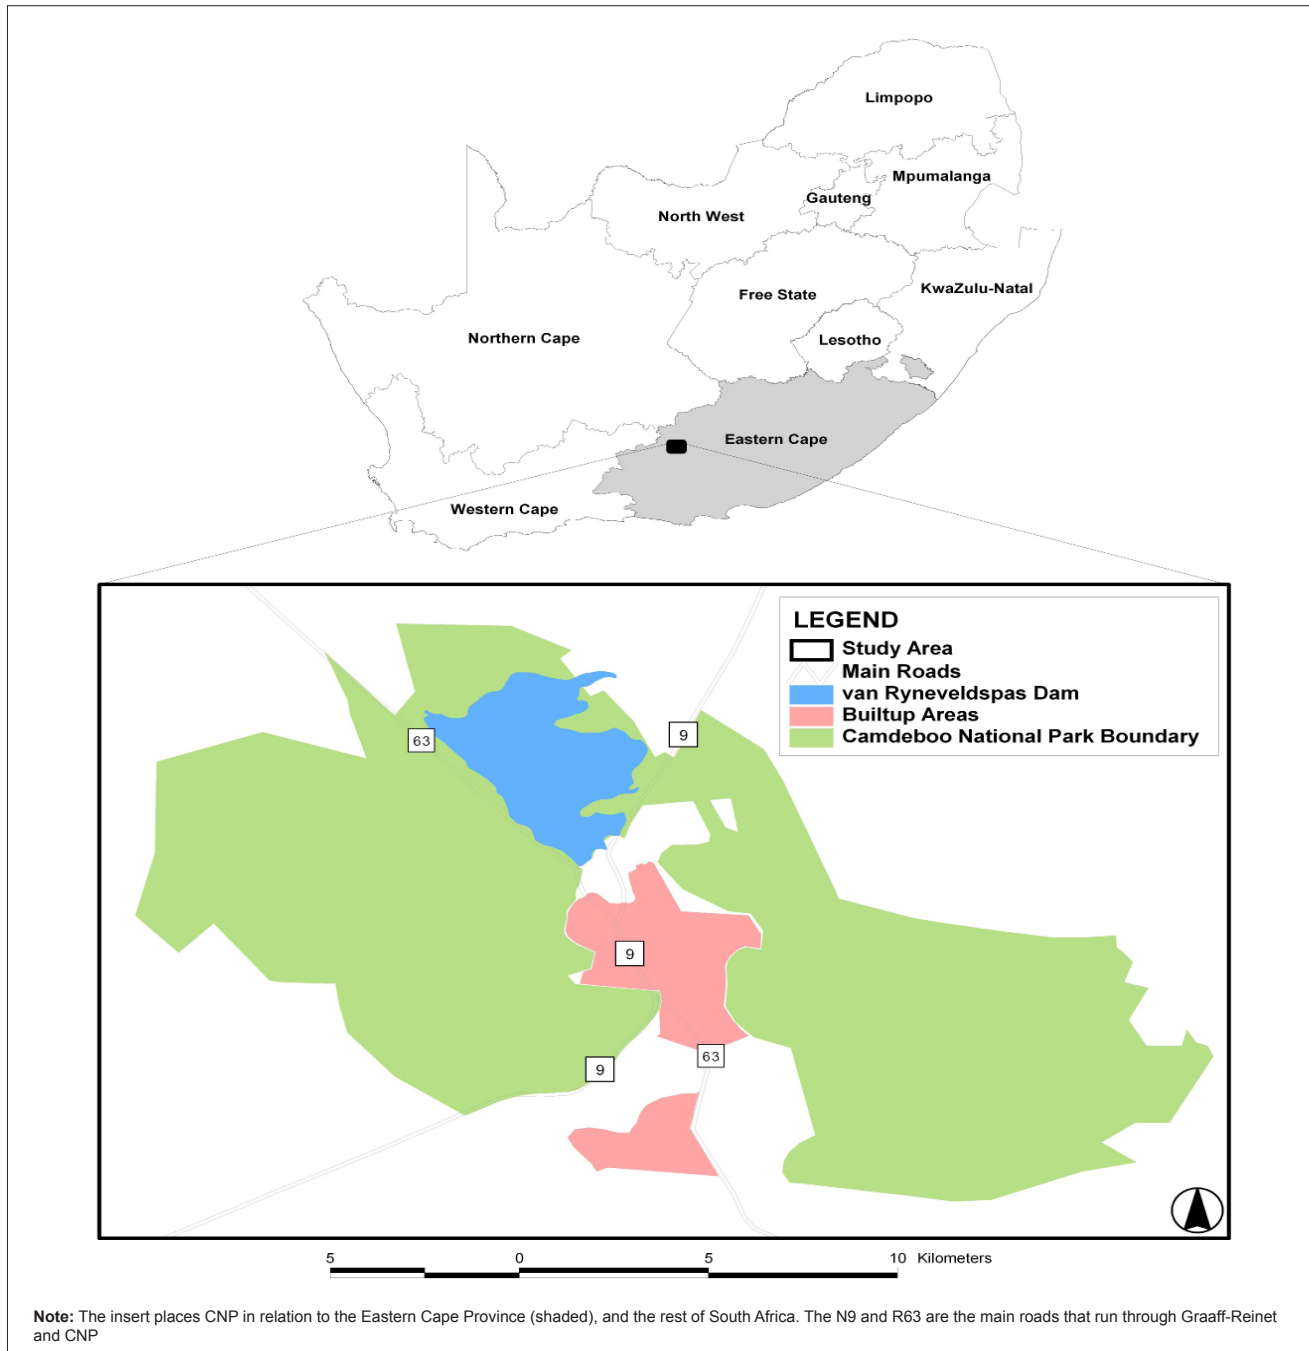 Limpopo
Mpumalanga
Gauteng
North West
Free State
KwaZulu-Natal
Northern Cape
Lesotho
Eastern Cape
Western Cape
LEGEND
Study Area
Main Roads
van Ryneveldspas Dam
Builtup Areas
Camdeboo National Park Boundary
63
9
9
63
9
5 0 5 10 Kilometers
Note: The insert places CNP in relation to the Eastern Cape Province (shaded), and the rest of South Africa. The N9 and R63 are the main roads that run through Graaff-Reinet
and CNP